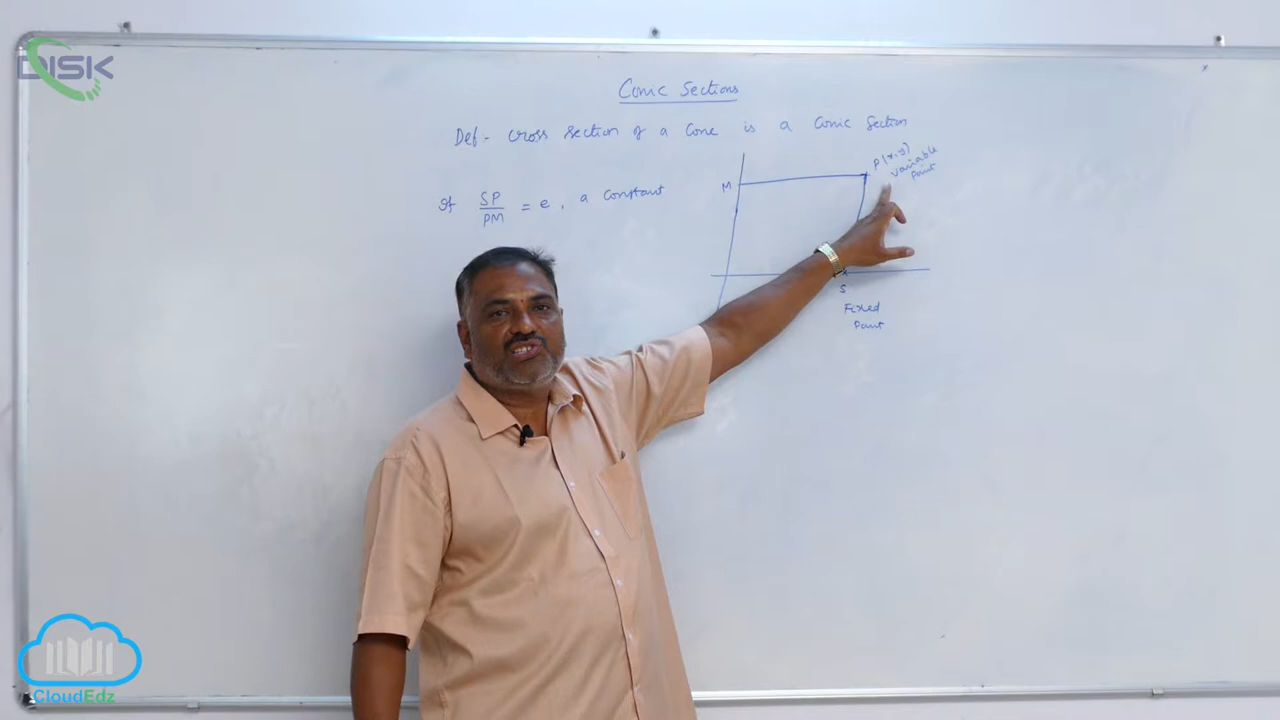 DISK
Conic Sections
Def- Cross Section of a Cone is a Conic Section
P(x,y)
Variable
Point
M
If SP/PM = e, a Constant
S
Fixed
Point
CloudEdz